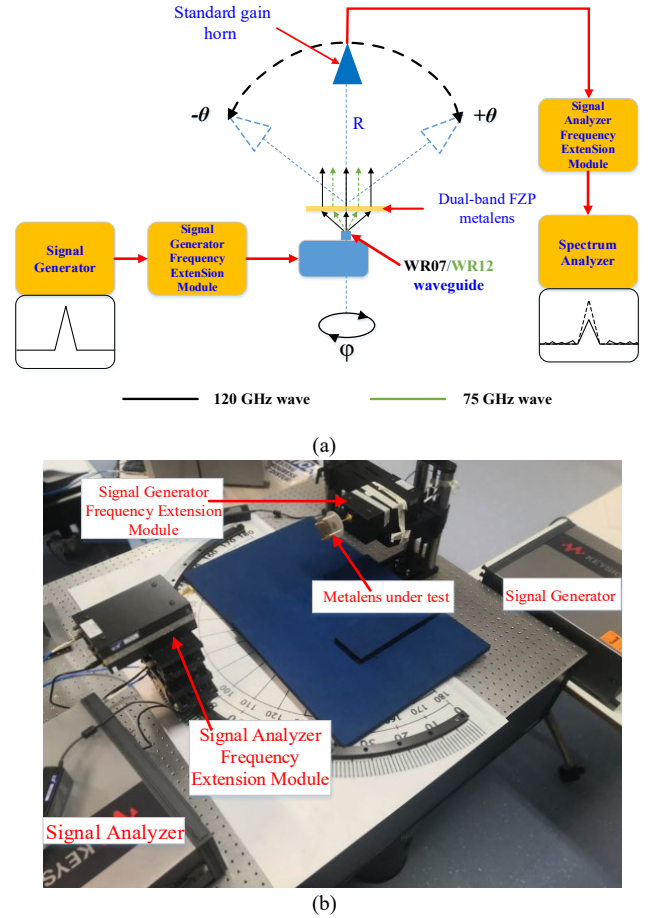 Standard gain
horn
-θ
+θ
R
Signal
Analyzer
Frequency
ExtenSion
Module
Dual-band FZP
metalens
Signal
Generator
Signal
Generator
Frequency
ExtenSion
Module
WR07/WR12
waveguide
Spectrum
Analyzer
φ
120 GHz wave
75 GHz wave
(a)
Signal Generator
Frequency Extension
Module
Metalens under test
KEYS
Signal Generator
Signal Analyzer
Frequency
Extension Module
Signal Analyzer
KEYS
(b)